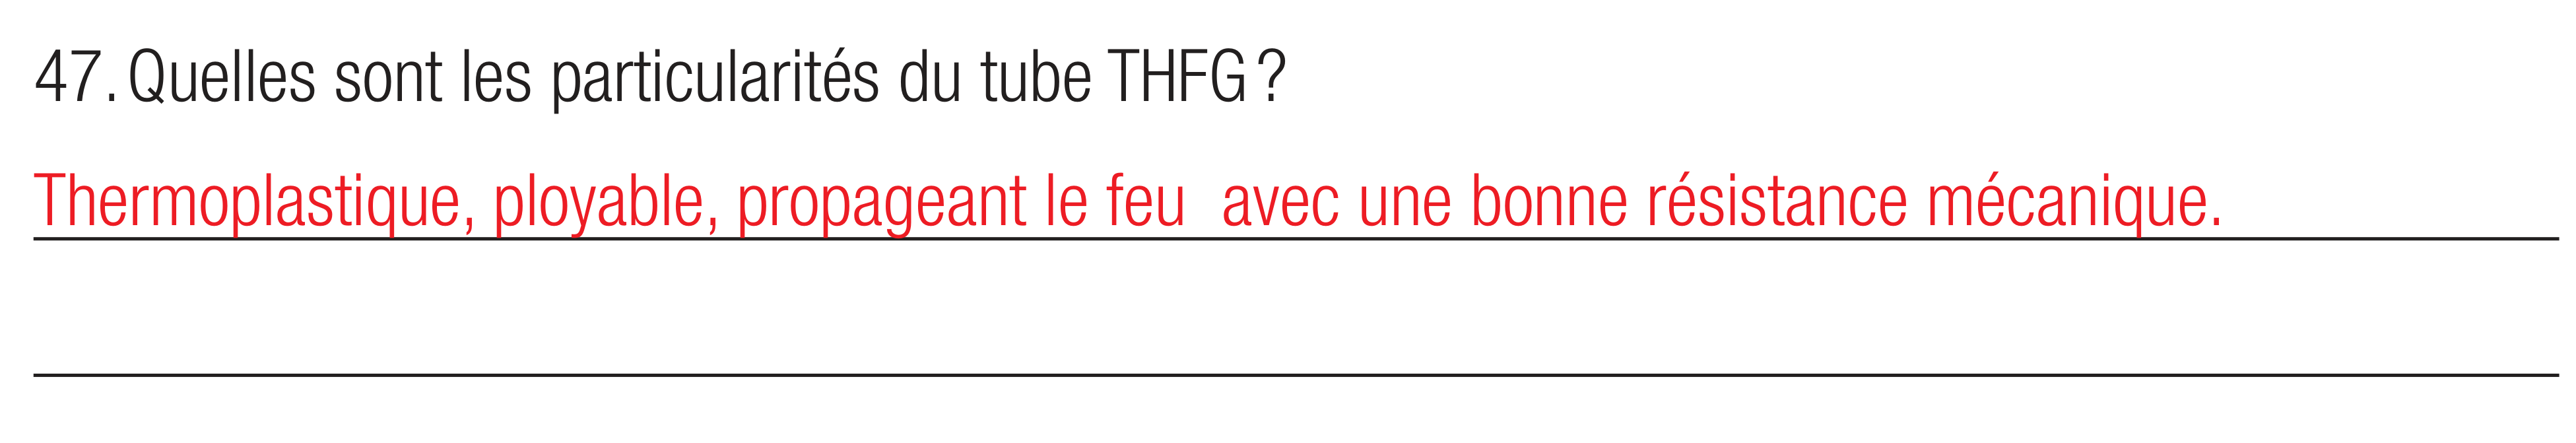 47. Quelles sont les particularités du tube THFG ?
Thermoplastique, ployable, propageant le feu  avec une bonne résistance mécanique.